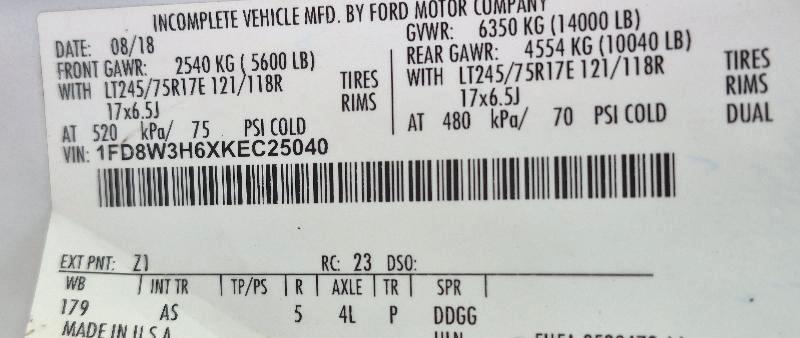 INCOMPLETE VEHICLE MFD. BY FORD MOTOR COMPANY
DATE: 08/18
GVWR: 6350 KG (14000 LB)
FRONT GAWR: 2540 KG ( 5600 LB)
REAR GAWR: 4554 KG (10040 LB)
WITH LT245/75R17E 121/118R TIRES
WITH LT245/75R17E 121/118R TIRES
17x6.5J RIMS
17x6.5J RIMS
AT 520 kPa/ 75 PSI COLD
AT 480 kPa/ 70 PSI COLD DUAL
VIN: 1FD8W3H6XKEC25040
EXT PNT: Z1 RC: 23 DSO:
WB INT TR TP/PS R AXLE TR SPR
179 AS 5 4L P DDGG
MADE IN U.S.A